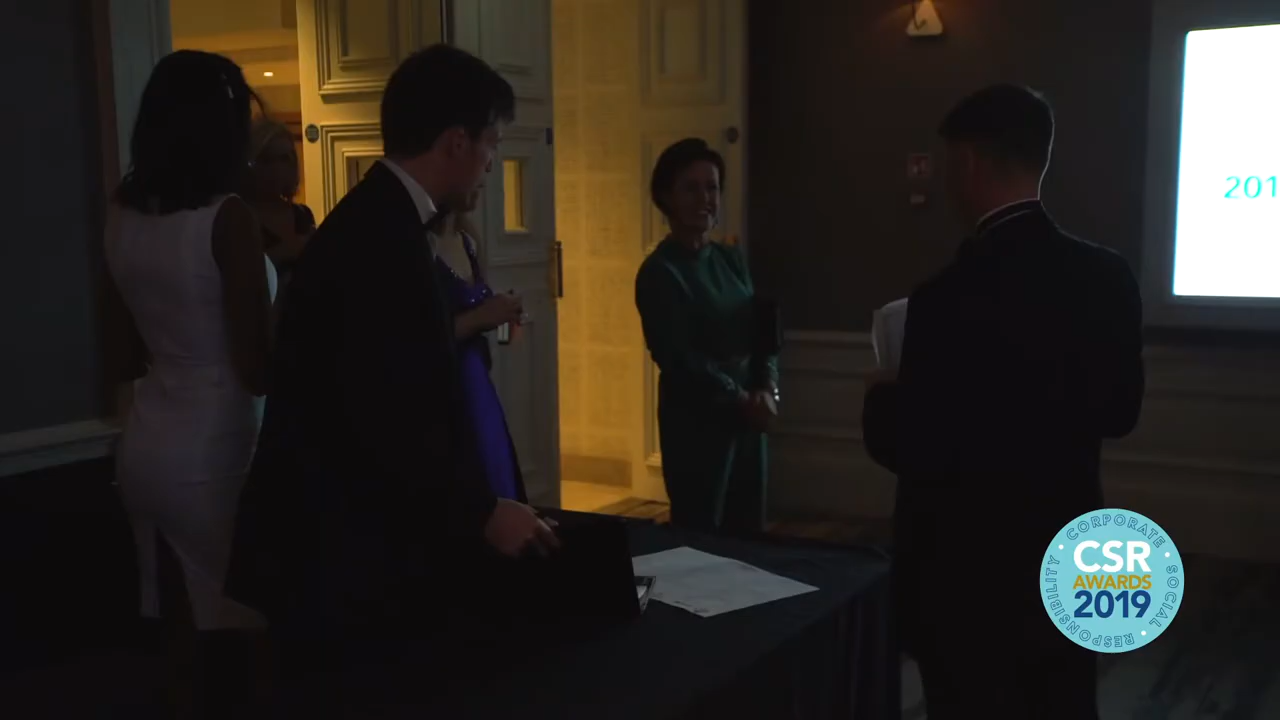 201
CORPORATE
SOCIAL
RESPONSIBILITY
CSR
AWARDS
2019